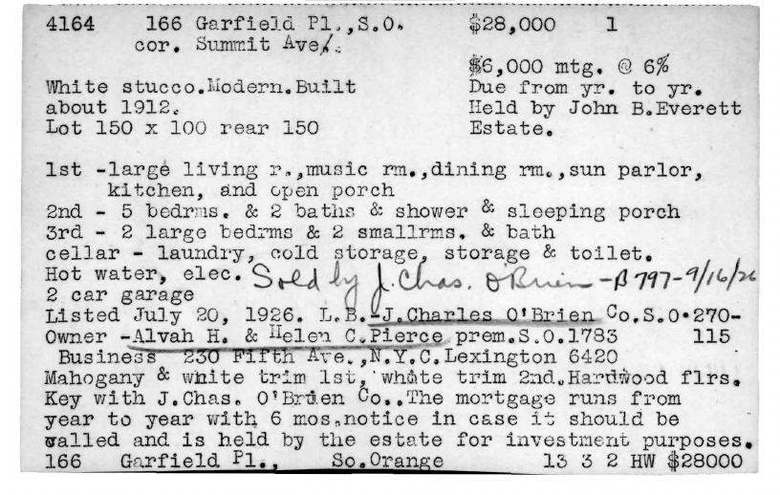 4164 166 Garfield Pl.,S.O. $28,000 1
cor. Summit Ave/.
$6,000 mtg. @ 6%
White stucco.Modern.Built Due from yr. to yr.
about 1912. Held by John B.Everett
Lot 150 x 100 rear 150 Estate.
1st -large living r.,music rm.,dining rm.,sun parlor,
kitchen, and open porch
2nd - 5 bedrms. & 2 baths & shower & sleeping porch
3rd - 2 large bedrms & 2 smallrms. & bath
cellar - laundry, cold storage, storage & toilet.
Hot water, elec. Sold by J. Chas. O'Brien -B797-9/16/26
2 car garage
Listed July 20, 1926. L.B.-J.Charles O'Brien Co.S.O.270-
Owner -Alvah H. & Helen C.Pierce prem.S.O.1783 115
Business 230 Fifth Ave.,N.Y.C.Lexington 6420
Mahogany & white trim 1st, white trim 2nd.Hardwood flrs.
Key with J.Chas. O'Brien Co..The mortgage runs from
year to year with 6 mos.notice in case it should be
walled and is held by the estate for investment purposes.
166 Garfield Pl., So.Orange 13 3 2 HW $28000